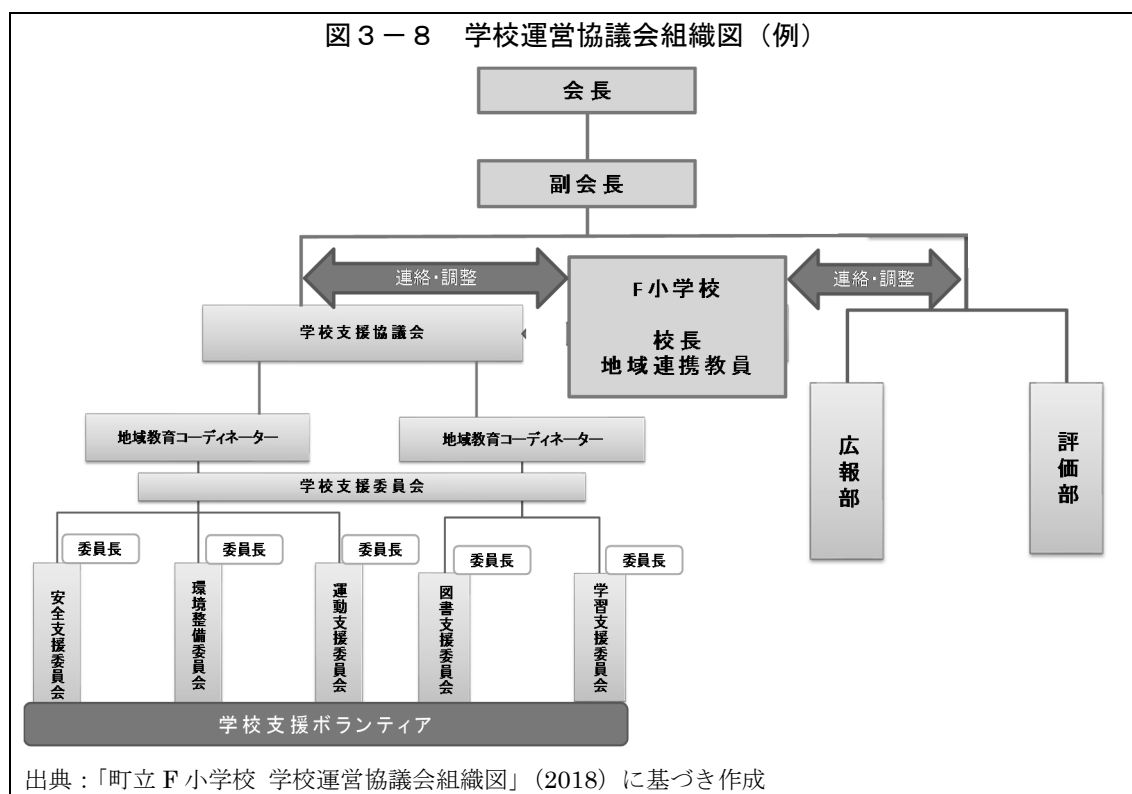 図3-8 学校運営協議会組織図(例)
会長
副会長
連絡・調整
F小学校
校長
地域連携教員
連絡・調整
学校支援協議会
地域教育コーディネーター
地域教育コーディネーター
学校支援委員会
広報部
評価部
委員長
委員長
委員長
委員長
委員長
安全支援委員会
環境整備委員会
運動支援委員会
図書支援委員会
学習支援委員会
学校支援ボランティア
出典:「町立 F 小学校 学校運営協議会組織図」(2018)に基づき作成